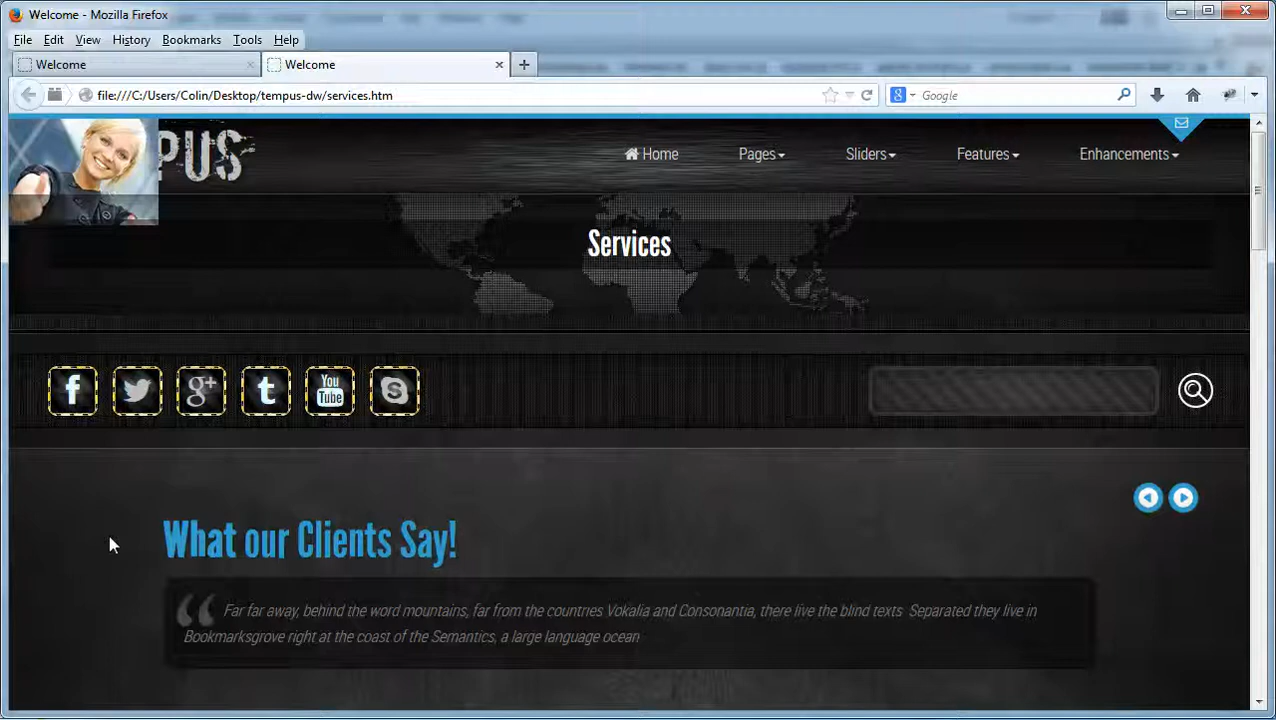 Welcome - Mozilla Firefox
File Edit View History Bookmarks Tools Help
Welcome
Welcome
file:///C:/Users/Colin/Desktop/tempus-dw/services.htm
Google
PUS
Home Pages Sliders Features Enhancements
Services
You
Tube
What our Clients Say!
Far far away, behind the word mountains, far from the countries Vokalia and Consonantia, there live the blind texts Separated they live in
Bookmarksgrove right at the coast of the Semantics, a large language ocean